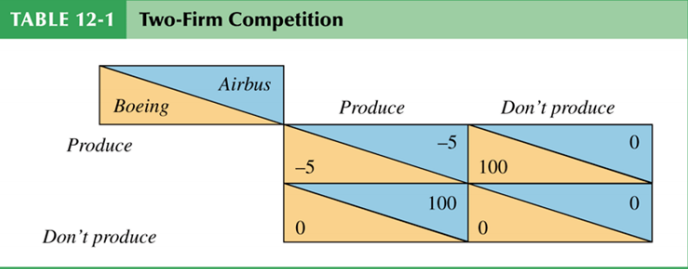 TABLE 12-1 Two-Firm Competition
Airbus
Boeing
Produce Don't produce
Produce
–5
–5
0
100
100
0
0
0
Don't produce